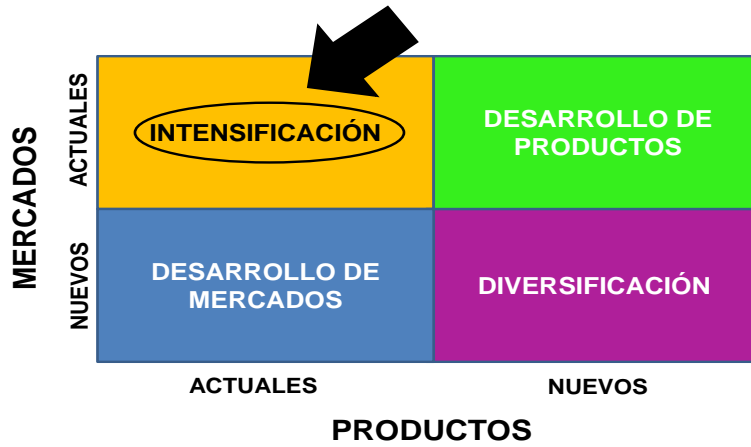 MERCADOS
ACTUALES
INTENSIFICACIÓN
DESARROLLO DE
PRODUCTOS
NUEVOS
DESARROLLO DE
MERCADOS
DIVERSIFICACIÓN
ACTUALES
NUEVOS
PRODUCTOS